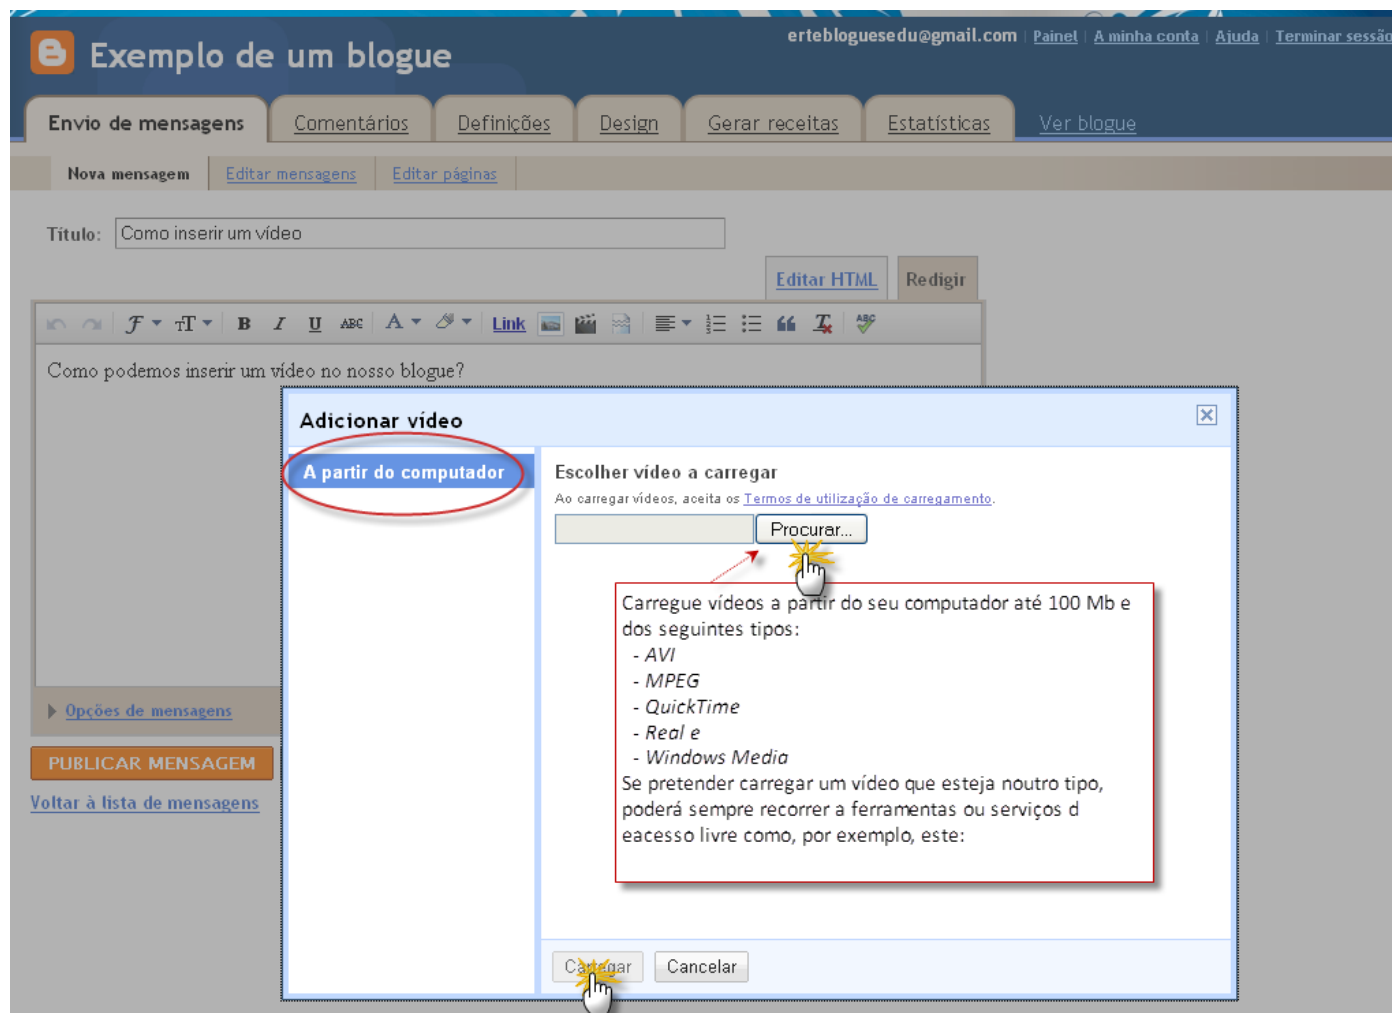 ertebloguesedu@gmail.com | Painel | A minha conta | Ajuda | Terminar sessão
Exemplo de um blogue
Envio de mensagens Comentários Definições Design Gerar receitas Estatísticas Ver blogue
Nova mensagem Editar mensagens Editar páginas
Título: Como inserir um vídeo
Editar HTML Redigir
B I U ABC A Link ABC
Como podemos inserir um vídeo no nosso blogue?
Adicionar vídeo
A partir do computador
Escolher vídeo a carregar
Ao carregar vídeos, aceita os Termos de utilização de carregamento.
Procurar...
Carregue vídeos a partir do seu computador até 100 Mb e
dos seguintes tipos:
- AVI
- MPEG
- QuickTime
- Real e
- Windows Media
Se pretender carregar um vídeo que esteja noutro tipo,
poderá sempre recorrer a ferramentas ou serviços d
eacesso livre como, por exemplo, este:
Opções de mensagens
PUBLICAR MENSAGEM
Voltar à lista de mensagens
Carregar Cancelar